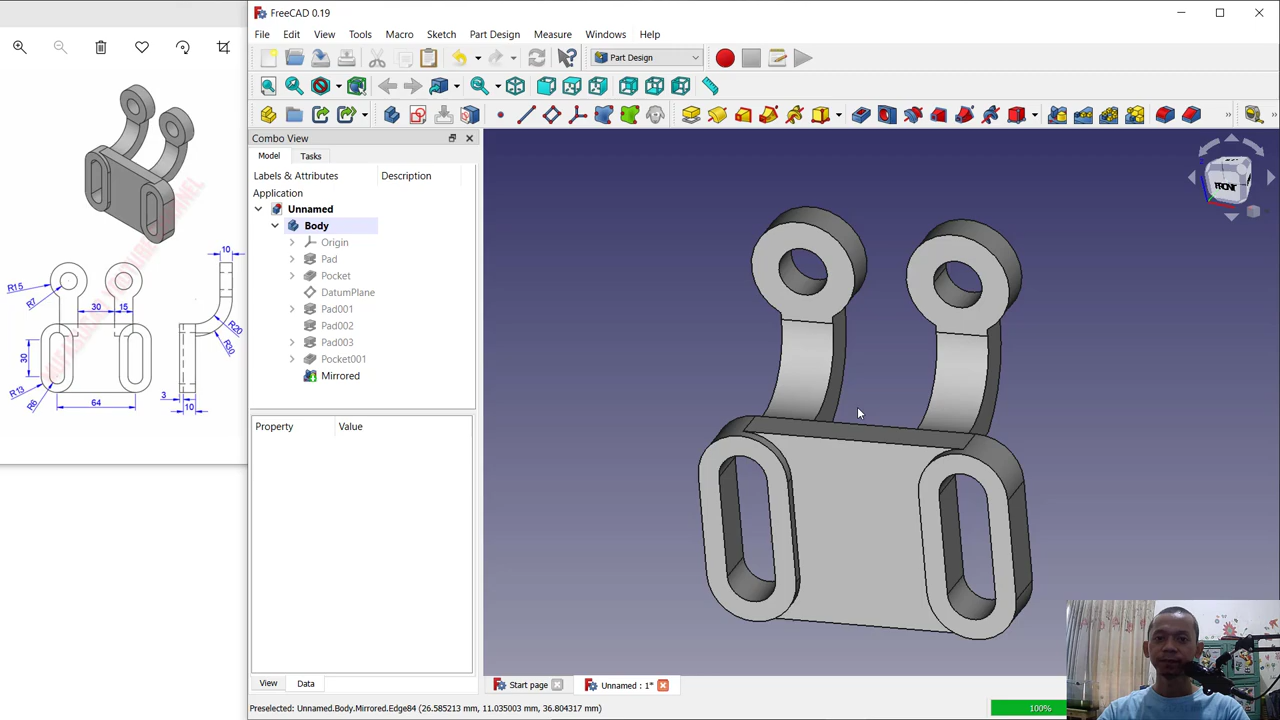 FreeCAD 0.19
File
Edit
View
Tools
Macro
Sketch
Part Design
Measure
Windows
Help
Part Design
Combo View
Model
Tasks
Labels & Attributes
Description
Application
Unnamed
Body
Origin
Pad
Pocket
DatumPlane
Pad001
Pad002
Pad003
Pocket001
Mirrored
Property
Value
View
Data
Start page
Unnamed : 1*
Preselected: Unnamed.Body.Mirrored.Edge84 (26.585213 mm, 11.035003 mm, 36.804317 mm)
100%
FRONT
10
R15
R7
30
15
R20
R30
30
R13
R6
64
3
10